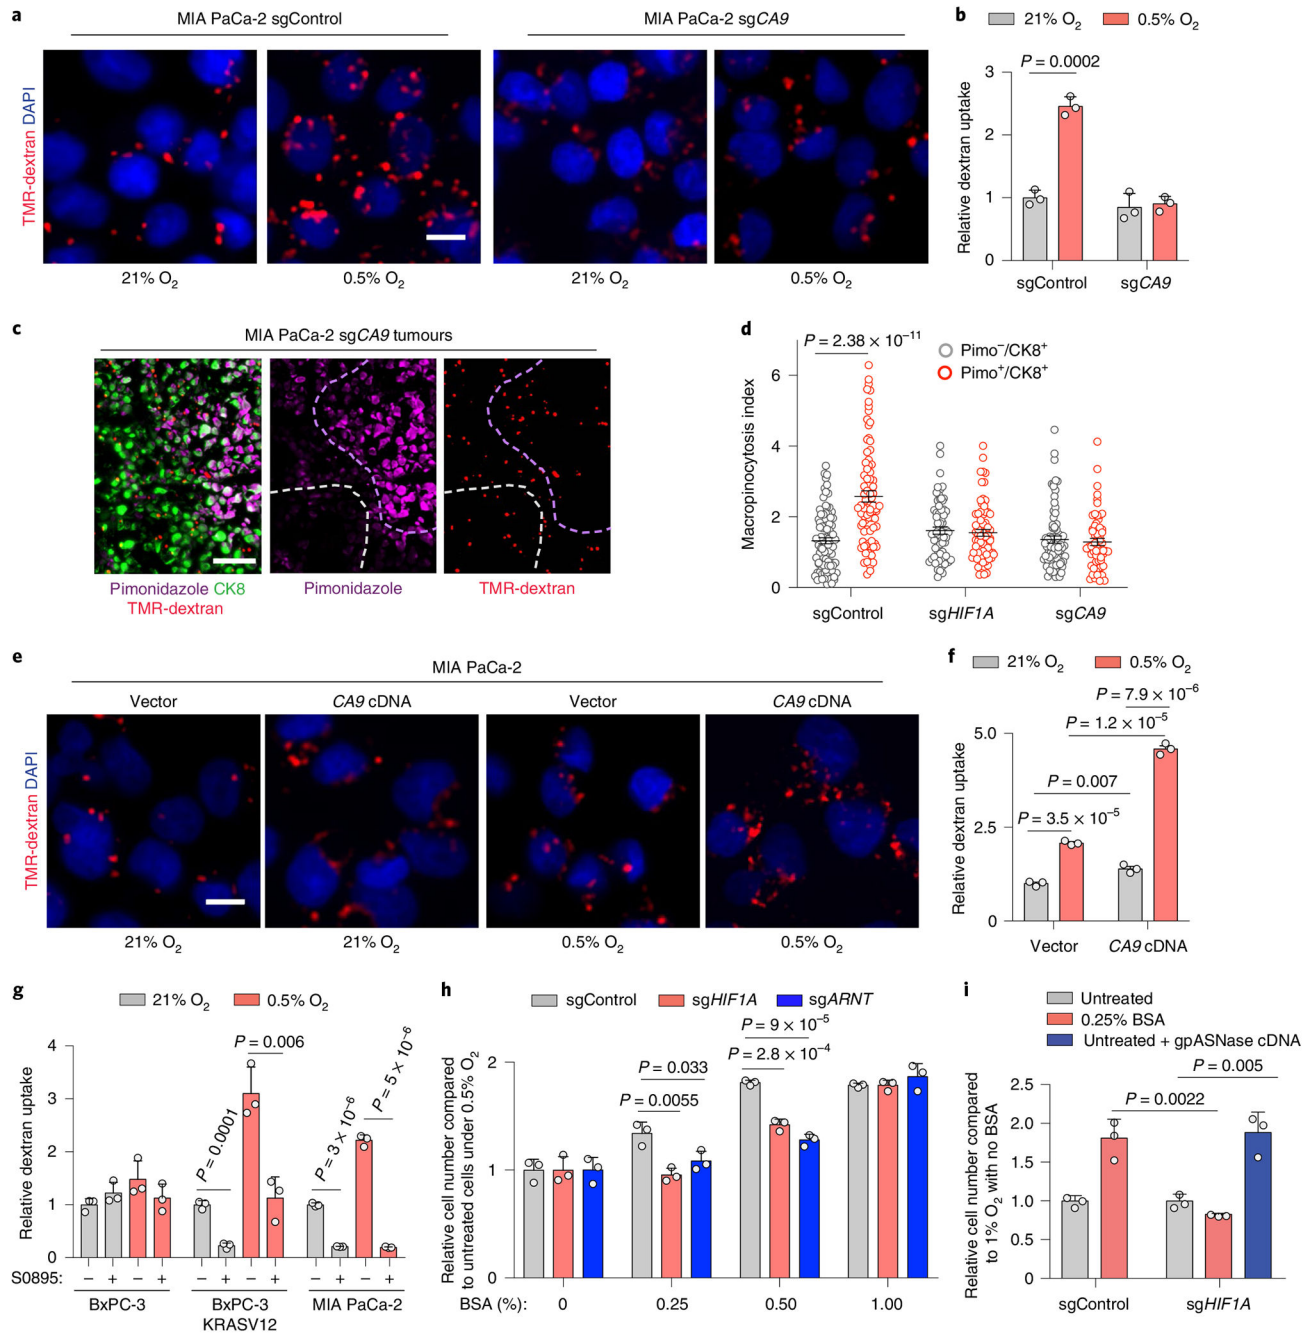 a
MIA PaCa-2 sgControl
MIA PaCa-2 sgCA9
TMR-dextran DAPI
21% O2
0.5% O2
21% O2
0.5% O2
b
21% O2
0.5% O2
P = 0.0002
Relative dextran uptake
3
2
1
0
sgControl
sgCA9
c
MIA PaCa-2 sgCA9 tumours
Pimonidazole CK8
TMR-dextran
Pimonidazole
TMR-dextran
d
P = 2.38 × 10−11
Pimo−/CK8+
Pimo+/CK8+
Macropinocytosis index
6
4
2
0
sgControl
sgHIF1A
sgCA9
e
MIA PaCa-2
Vector
CA9 cDNA
Vector
CA9 cDNA
TMR-dextran DAPI
21% O2
21% O2
0.5% O2
0.5% O2
f
21% O2
0.5% O2
P = 7.9 × 10−6
P = 1.2 × 10−5
P = 0.007
P = 3.5 × 10−5
Relative dextran uptake
5.0
2.5
0
Vector
CA9 cDNA
g
21% O2
0.5% O2
P = 0.0001
P = 0.006
P = 3 × 10−6
P = 5 × 10−6
Relative dextran uptake
4
3
2
1
0
S0895:
−
+
−
+
−
+
−
+
−
+
−
+
BxPC-3
BxPC-3
KRASV12
MIA PaCa-2
h
sgControl
sgHIF1A
sgARNT
P = 9 × 10−5
P = 2.8 × 10−4
P = 0.033
P = 0.0055
Relative cell number compared
to untreated cells under 0.5% O2
2
1
0
BSA (%):
0
0.25
0.50
1.00
i
Untreated
0.25% BSA
Untreated + gpASNase cDNA
P = 0.005
P = 0.0022
Relative cell number compared
to 1% O2 with no BSA
2.5
2.0
1.5
1.0
0.5
0
sgControl
sgHIF1A